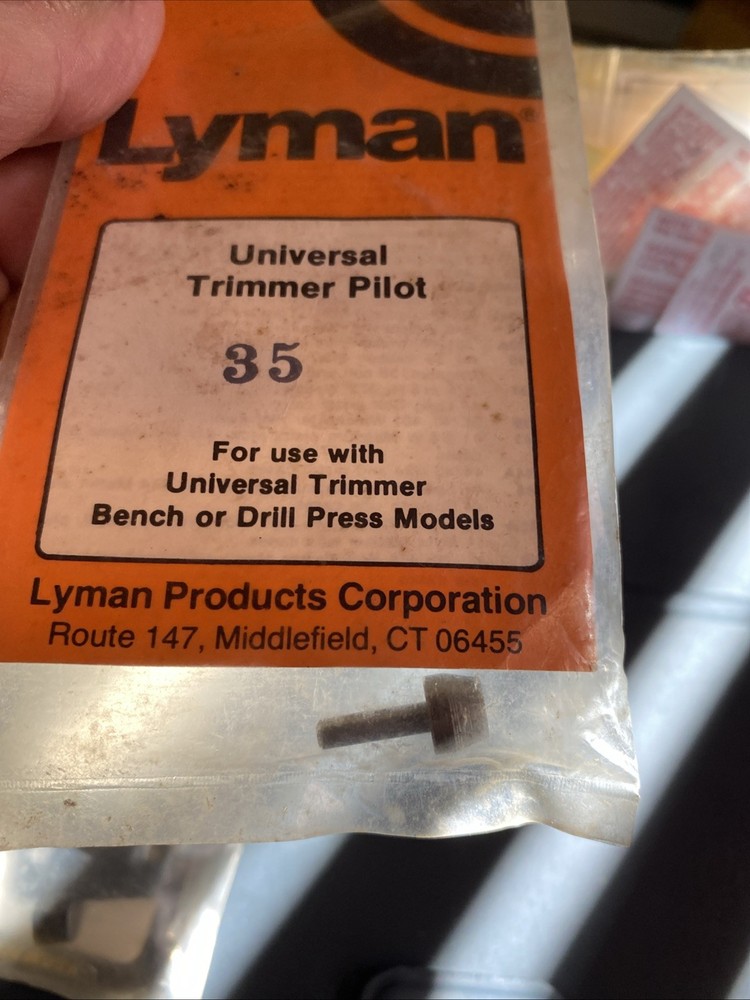 Lyman®
Universal
Trimmer Pilot
35
For use with
Universal Trimmer
Bench or Drill Press Models
Lyman Products Corporation
Route 147, Middlefield, CT 06455